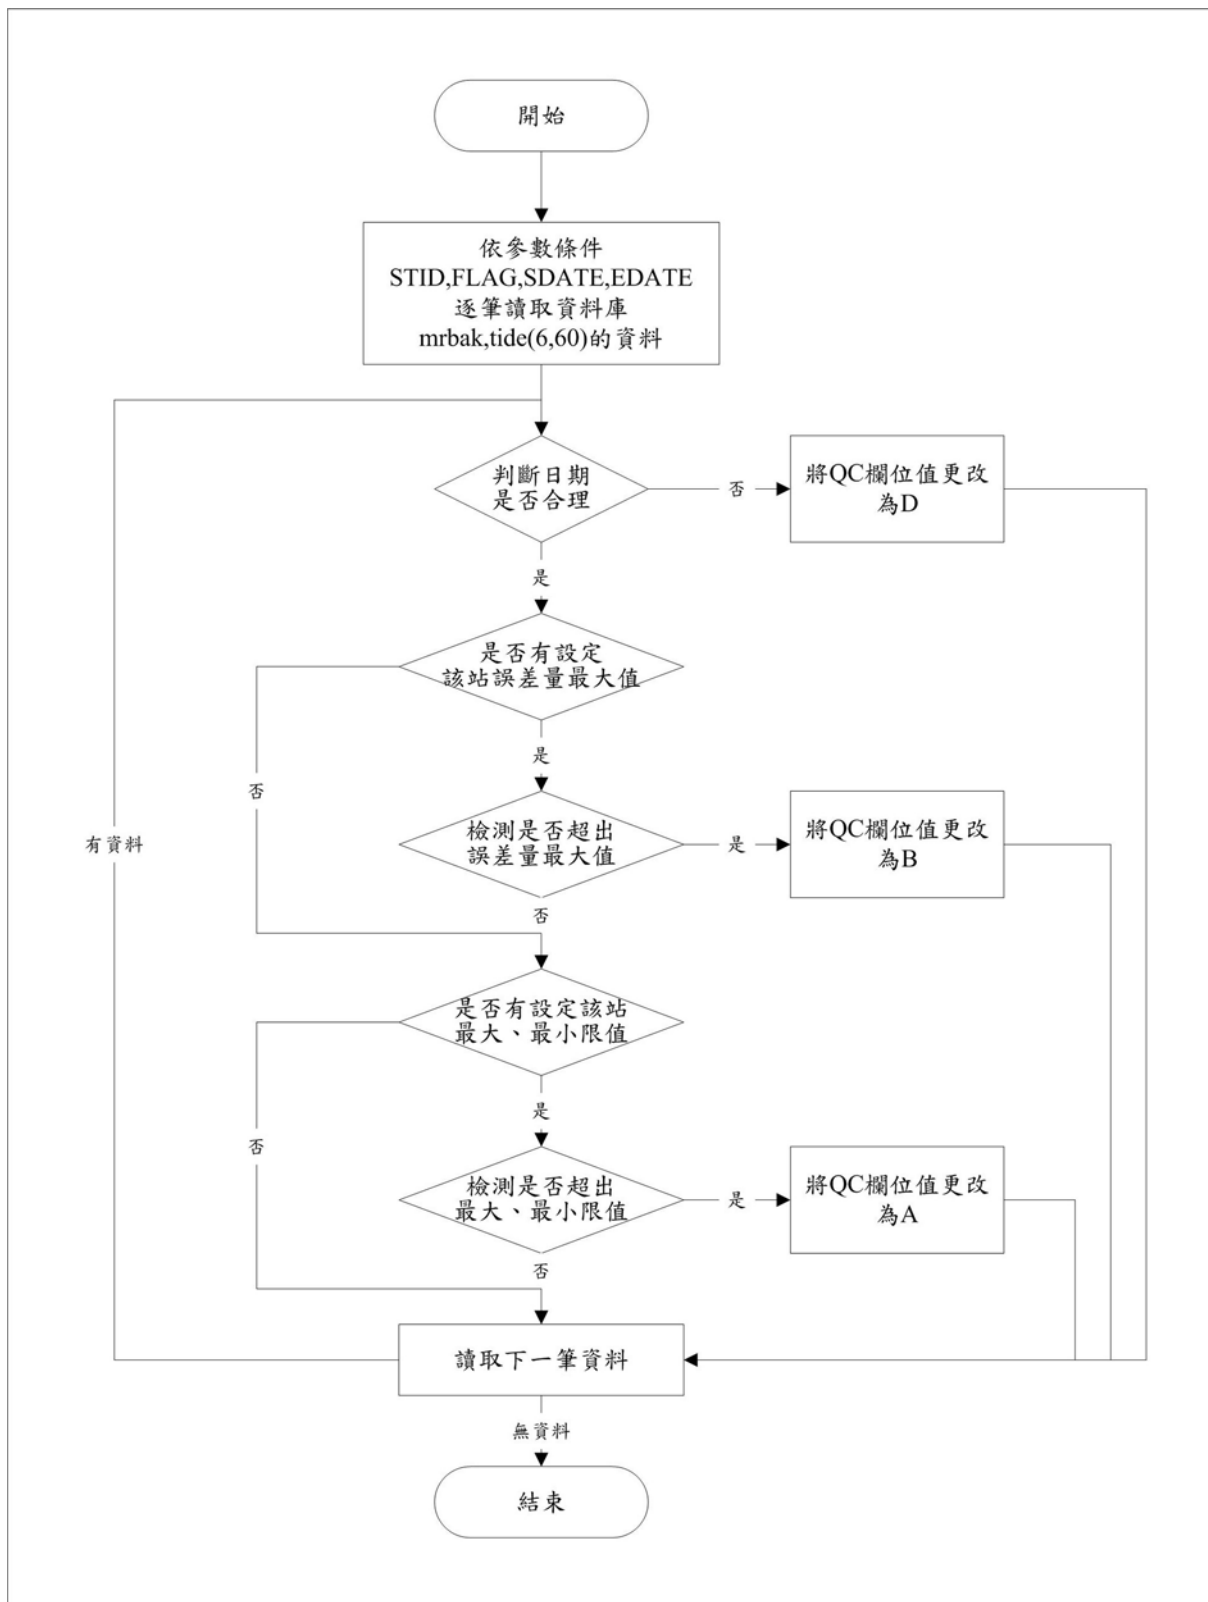 開始
依參數條件
STID,FLAG,SDATE,EDATE
逐筆讀取資料庫
mrbak,tide(6,60)的資料
判斷日期
是否合理
否
將QC欄位值更改
為D
是
是否有設定
該站誤差量最大值
是
否
檢測是否超出
誤差量最大值
是
將QC欄位值更改
為B
有資料
否
是否有設定該站
最大、最小限值
是
否
檢測是否超出
最大、最小限值
是
將QC欄位值更改
為A
否
讀取下一筆資料
無資料
結束